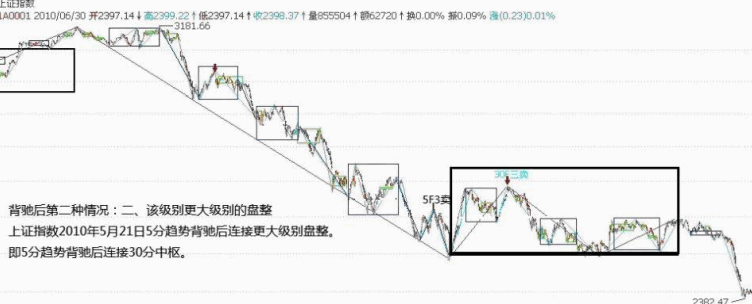 上证指数
1A0001 2010/06/30 开2397.14↓高2399.22↑低2397.14↑收2398.37↑量855504↑额62720↑换0.00% 振0.09% 涨(0.23)0.01%
3181.66
30F三卖
5F3卖
背驰后第二种情况:二、该级别更大级别的盘整
上证指数2010年5月21日5分趋势背驰后连接更大级别盘整。
即5分趋势背驰后连接30分中枢。
2382.47